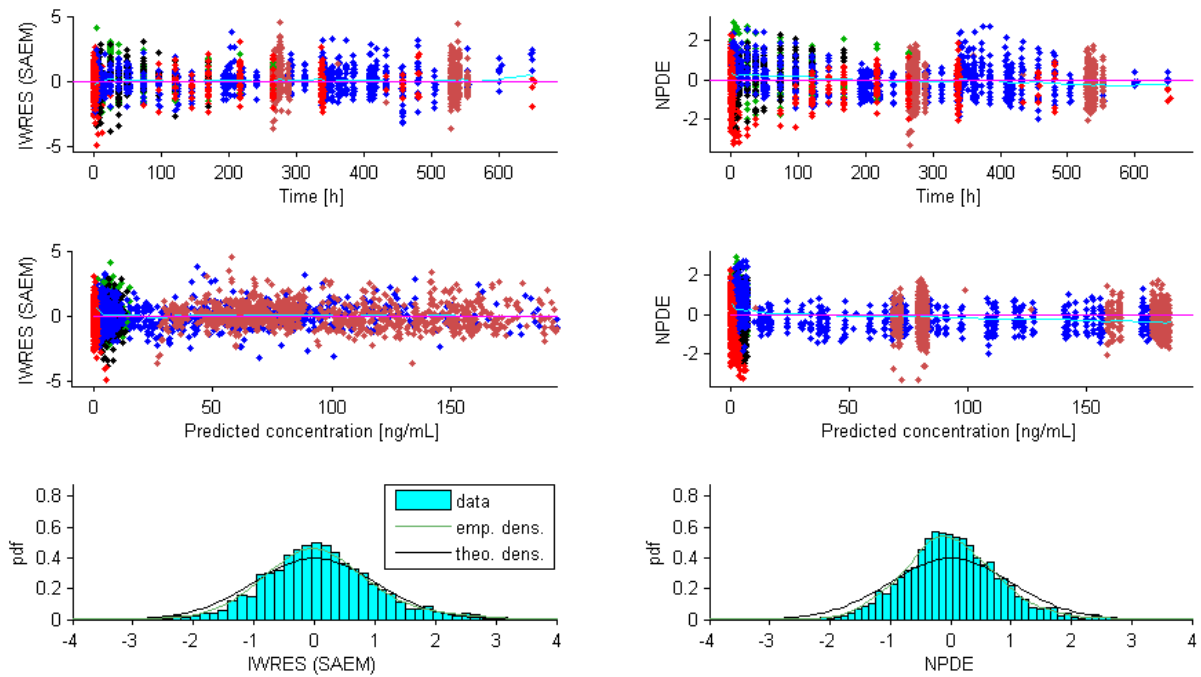 5
0
-5
IWRES (SAEM)
0 100 200 300 400 500 600
Time [h]
2
0
-2
NPDE
0 100 200 300 400 500 600
Time [h]
5
0
-5
IWRES (SAEM)
0 50 100 150
Predicted concentration [ng/mL]
2
0
-2
NPDE
0 50 100 150
Predicted concentration [ng/mL]
0.8
0.6
0.4
0.2
0
pdf
data
emp. dens.
theo. dens.
-4 -3 -2 -1 0 1 2 3 4
IWRES (SAEM)
0.8
0.6
0.4
0.2
0
pdf
-4 -3 -2 -1 0 1 2 3 4
NPDE